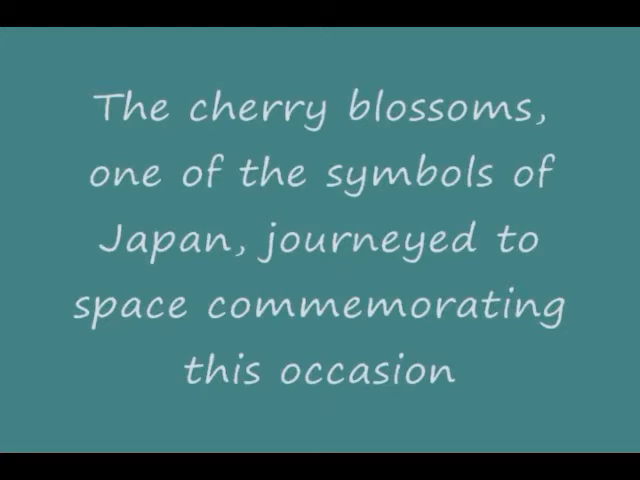 The cherry blossoms,
one of the symbols of
Japan, journeyed to
space commemorating
this occasion